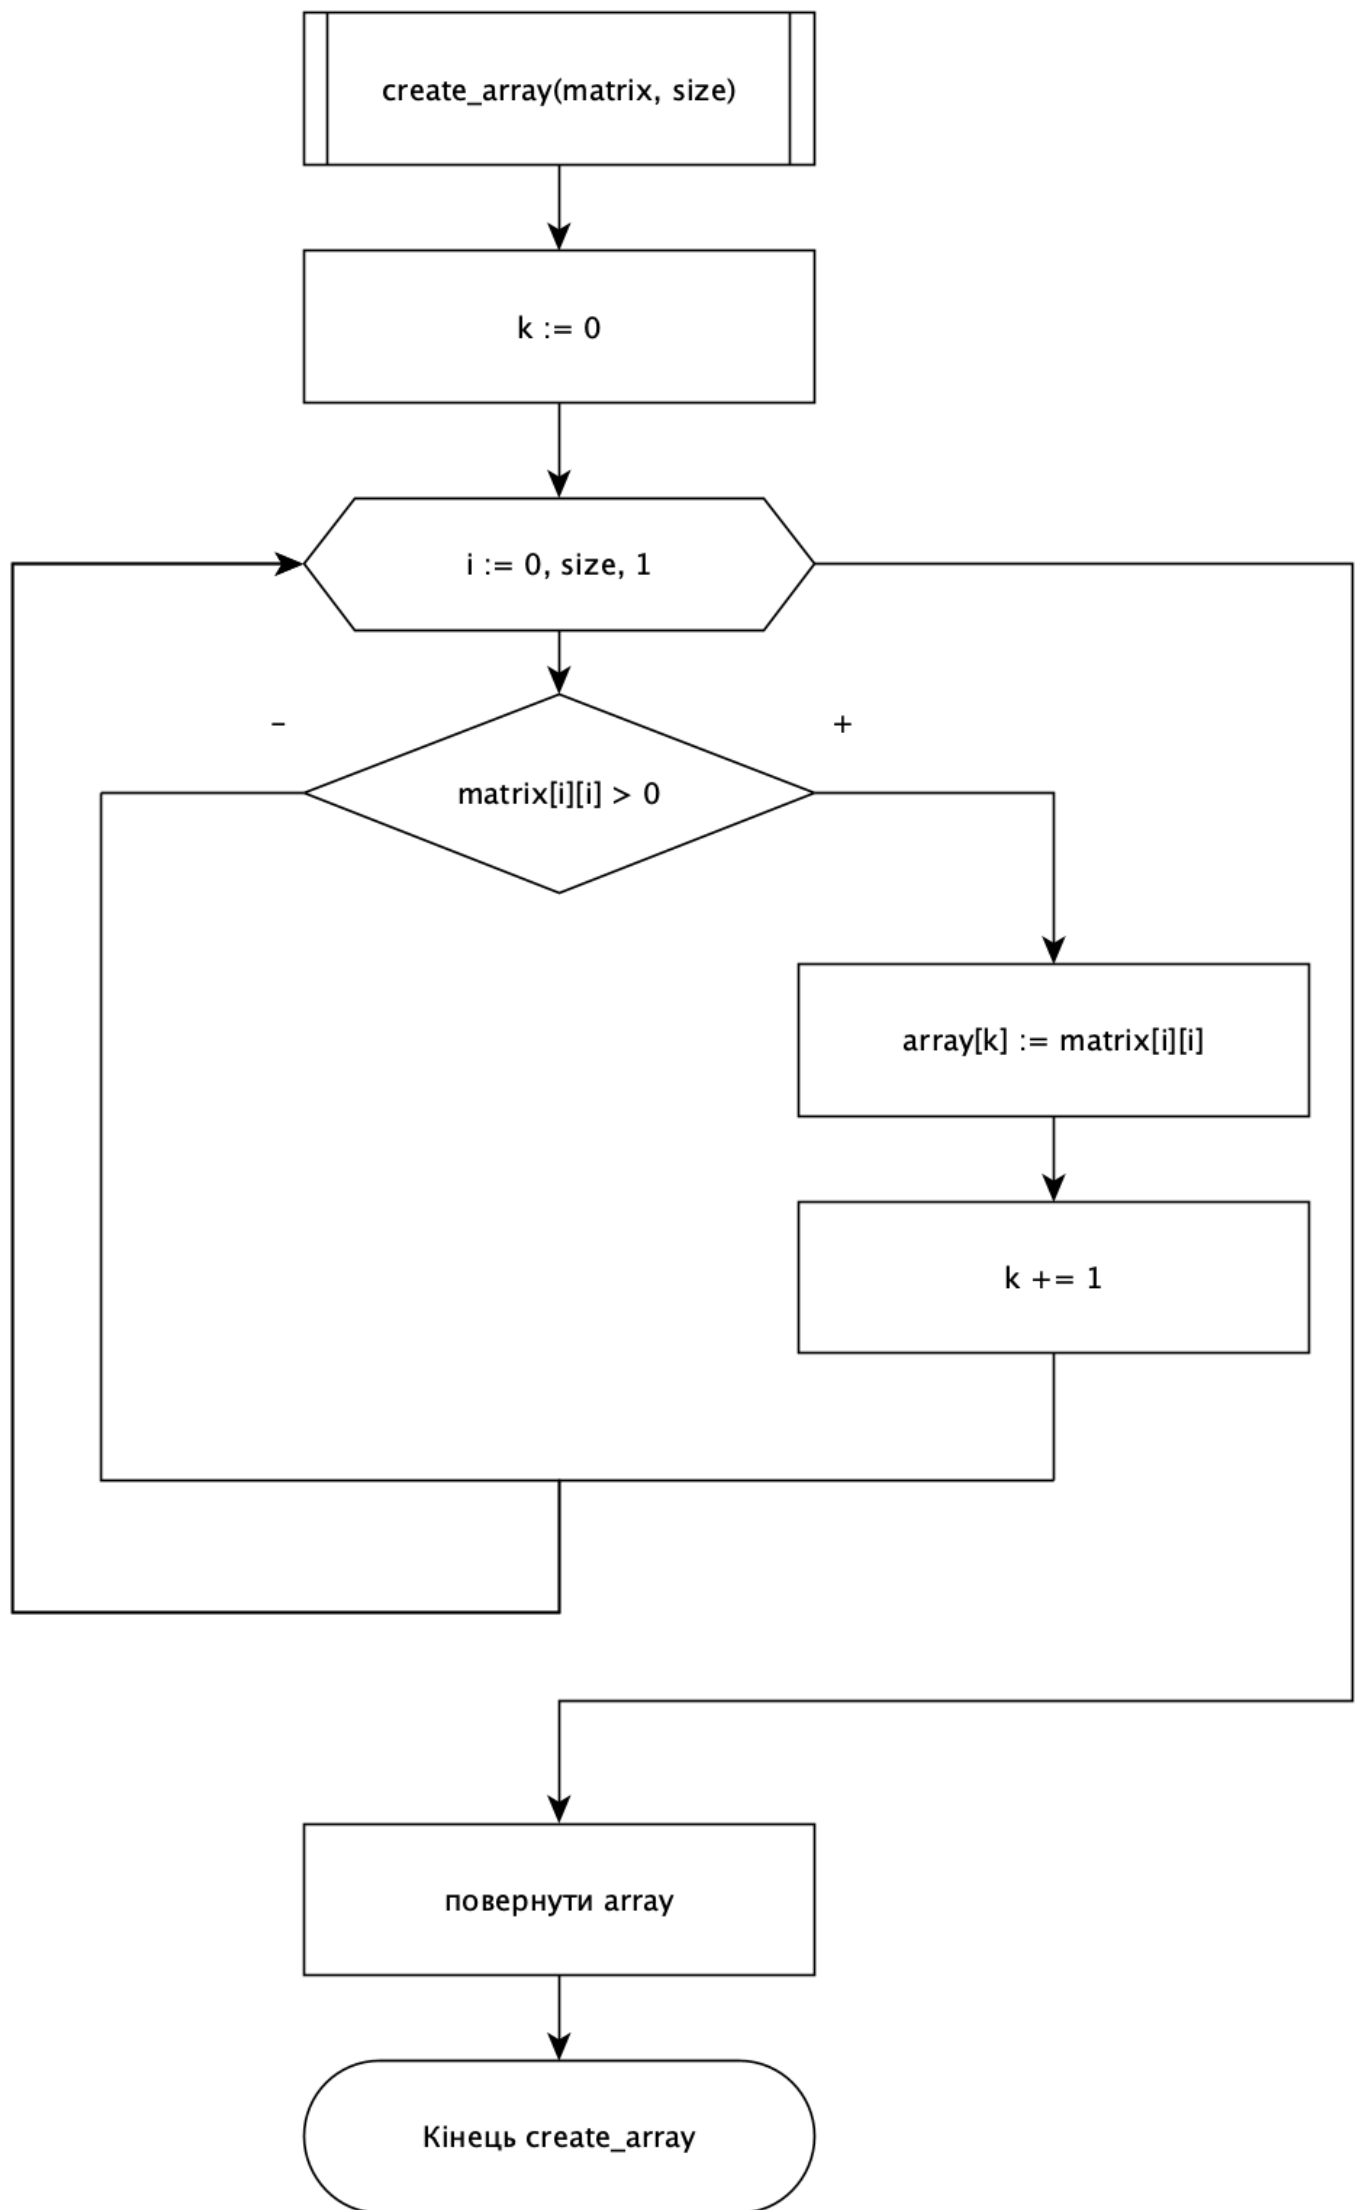 create_array(matrix, size)
k := 0
i := 0, size, 1
–
+
matrix[i][i] > 0
array[k] := matrix[i][i]
k += 1
повернути array
Кінець create_array